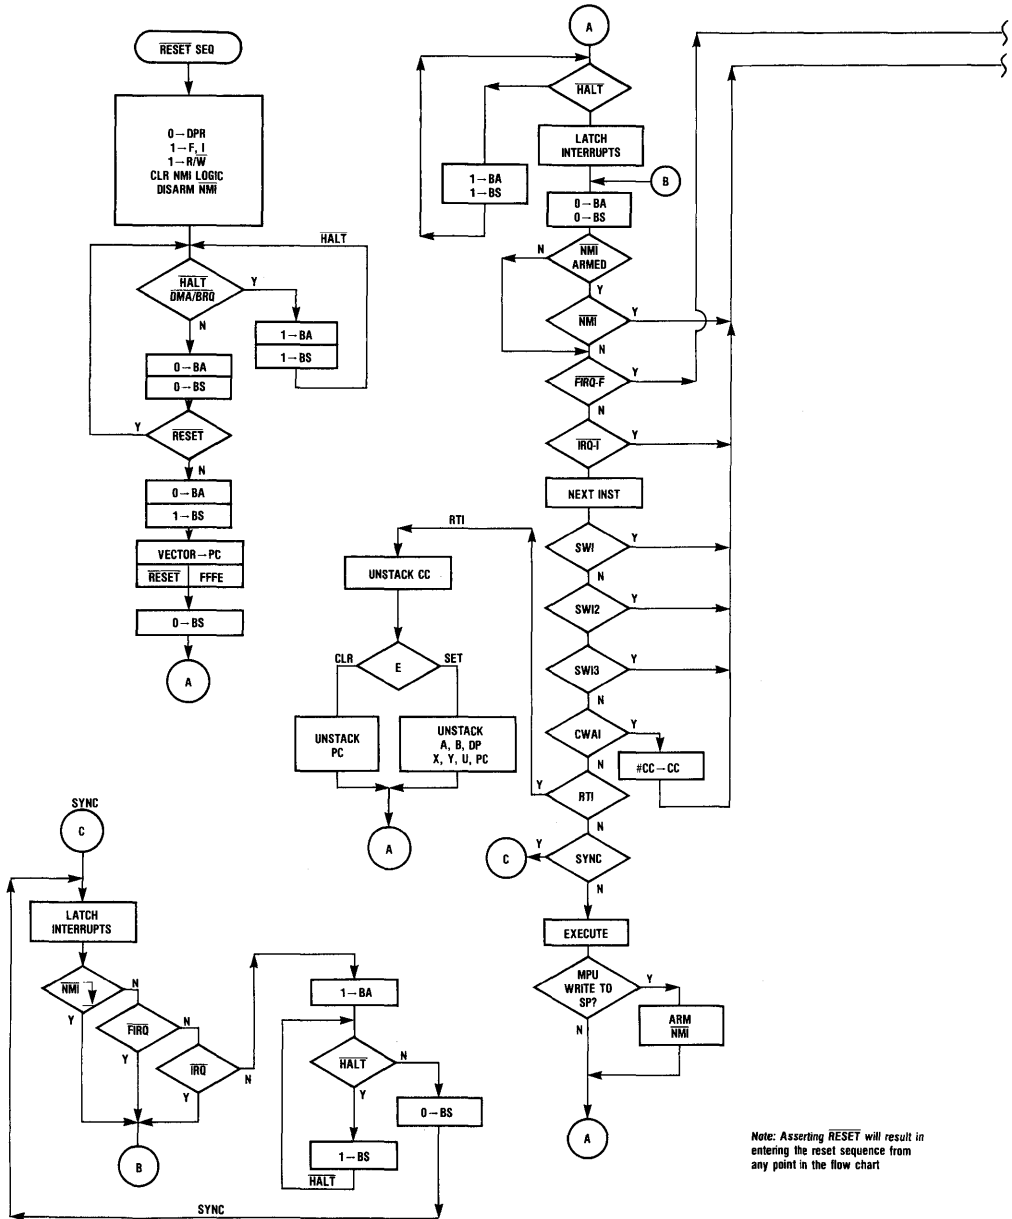 RESET SEQ
0→DPR
1→F, I
1→R/W
CLR NMI LOGIC
DISARM NMI
HALT
HALT
DMA/BRQ
Y
N
1→BA
1→BS
0→BA
0→BS
RESET
Y
N
0→BA
1→BS
VECTOR→PC
RESET FFFE
0→BS
A
A
HALT
LATCH
INTERRUPTS
1→BA
1→BS
B
0→BA
0→BS
N
NMI
ARMED
Y
NMI
Y
N
FIRQ·F
Y
N
IRQ·I
Y
NEXT INST
SWI
Y
N
SWI2
Y
N
SWI3
Y
N
CWAI
Y
N
#CC→CC
RTI
Y
N
SYNC
Y
C
N
EXECUTE
MPU
WRITE TO
SP?
Y
N
ARM
NMI
A
RTI
UNSTACK CC
CLR
E
SET
UNSTACK
PC
UNSTACK
A, B, DP
X, Y, U, PC
A
SYNC
C
LATCH
INTERRUPTS
NMI
N
Y
FIRQ
N
Y
IRQ
N
Y
B
1→BA
HALT
N
Y
0→BS
1→BS
HALT
SYNC
Note: Asserting RESET will result in
entering the reset sequence from
any point in the flow chart